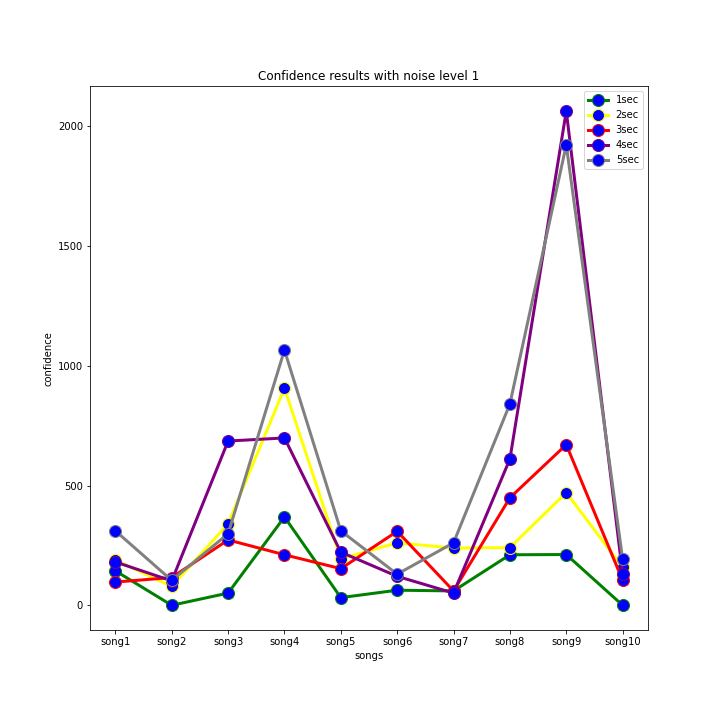 Confidence results with noise level 1
1sec
2sec
3sec
4sec
5sec
2000
1500
1000
500
0
confidence
song1 song2 song3 song4 song5 song6 song7 song8 song9 song10
songs